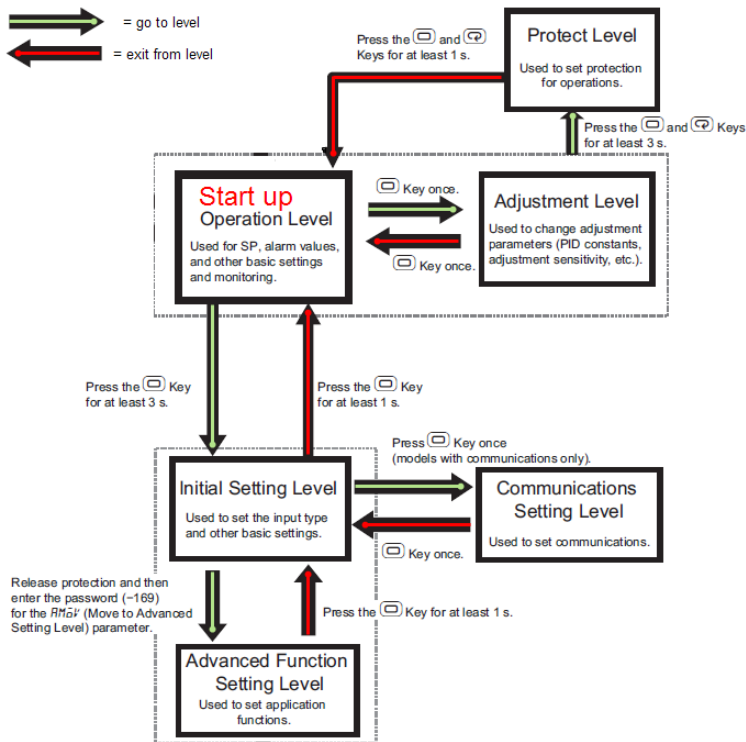 = go to level
= exit from level
Press the and
Keys for at least 1 s.
Protect Level
Used to set protection
for operations.
Press the and Keys
for at least 3 s.
Start up
Operation Level
Used for SP, alarm values,
and other basic settings
and monitoring.
Key once.
Key once.
Adjustment Level
Used to change adjustment
parameters (PID constants,
adjustment sensitivity, etc.).
Press the Key
for at least 3 s.
Press the Key
for at least 1 s.
Press Key once
(models with communications only).
Initial Setting Level
Used to set the input type
and other basic settings.
Key once.
Communications
Setting Level
Used to set communications.
Release protection and then
enter the password (−169)
for the AMoV (Move to Advanced
Setting Level) parameter.
Press the Key for at least 1 s.
Advanced Function
Setting Level
Used to set application
functions.